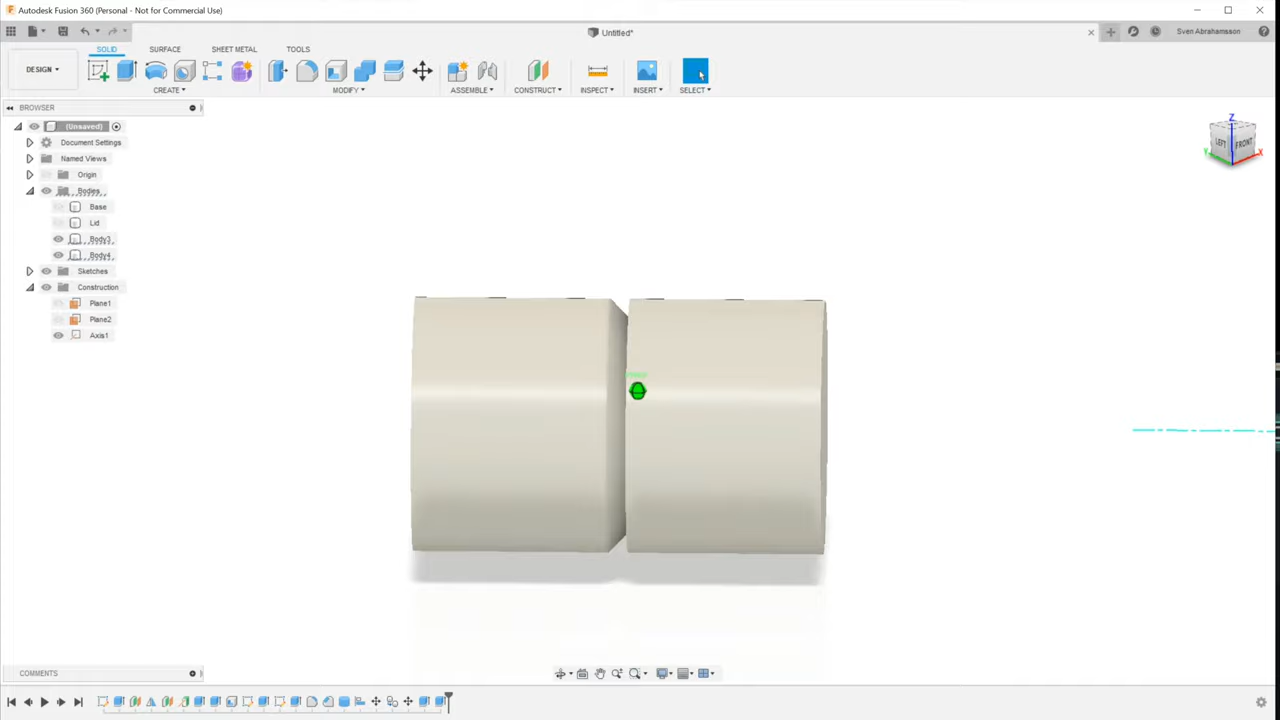 Autodesk Fusion 360 (Personal - Not for Commercial Use)
Untitled*
Sven Abrahamsson
SOLID
SURFACE
SHEET METAL
TOOLS
DESIGN
CREATE
MODIFY
ASSEMBLE
CONSTRUCT
INSPECT
INSERT
SELECT
BROWSER
(Unsaved)
Document Settings
Named Views
Origin
Bodies
Base
Lid
Body3
Body4
Sketches
Construction
Plane1
Plane2
Axis1
Z
LEFT
FRONT
Y
X
COMMENTS